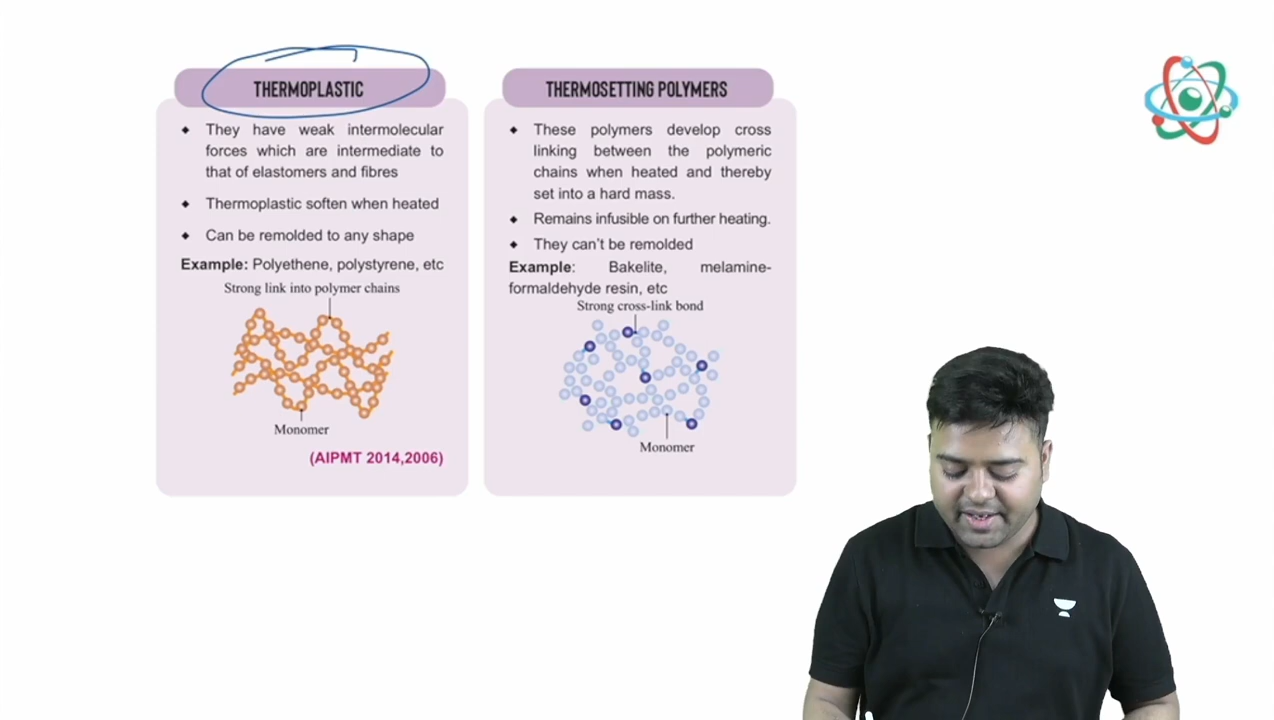 THERMOPLASTIC
◆ They have weak intermolecular
forces which are intermediate to
that of elastomers and fibres
◆ Thermoplastic soften when heated
◆ Can be remolded to any shape
Example: Polyethene, polystyrene, etc
Strong link into polymer chains
Monomer
(AIPMT 2014,2006)
THERMOSETTING POLYMERS
◆ These polymers develop cross
linking between the polymeric
chains when heated and thereby
set into a hard mass.
◆ Remains infusible on further heating.
◆ They can't be remolded
Example: Bakelite, melamine-
formaldehyde resin, etc
Strong cross-link bond
Monomer